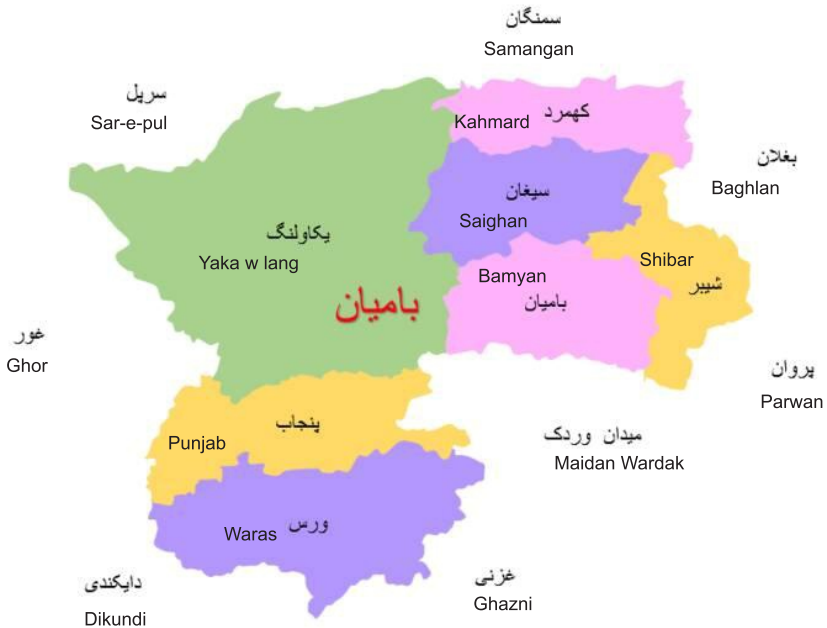 سمنگان
Samangan
سرپل
Sar-e-pul
کهمرد
Kahmard
بغلان
Baghlan
سیغان
Saighan
یکاولنگ
Yaka w lang
Shibar
شیبر
Bamyan
بامیان
بامیان
غور
Ghor
پروان
Parwan
پنجاب
Punjab
میدان وردک
Maidan Wardak
ورس
Waras
دایکندی
Dikundi
غزنی
Ghazni